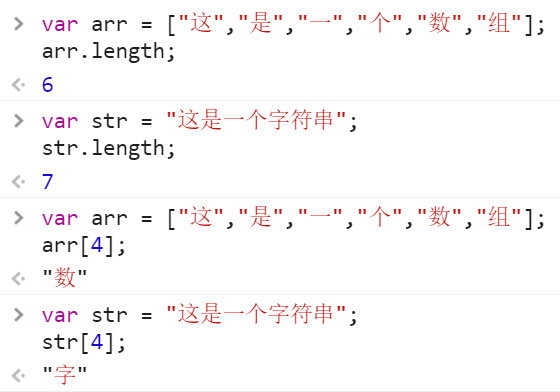 var arr = ["这","是","一","个","数","组"];
arr.length;
6
var str = "这是一个字符串";
str.length;
7
var arr = ["这","是","一","个","数","组"];
arr[4];
"数"
var str = "这是一个字符串";
str[4];
"字"